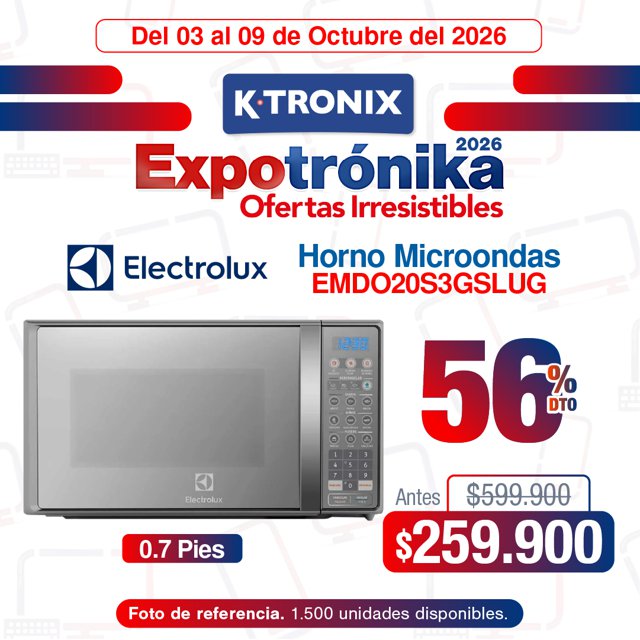 Del 03 al 09 de Octubre del 2026
K•TRONIX
2026
Expotrónika
Ofertas Irresistibles
Electrolux
Horno Microondas
EMDO20S3GSLUG
56% DTO
Electrolux
Antes $599.900
$259.900
0.7 Pies
Foto de referencia. 1.500 unidades disponibles.